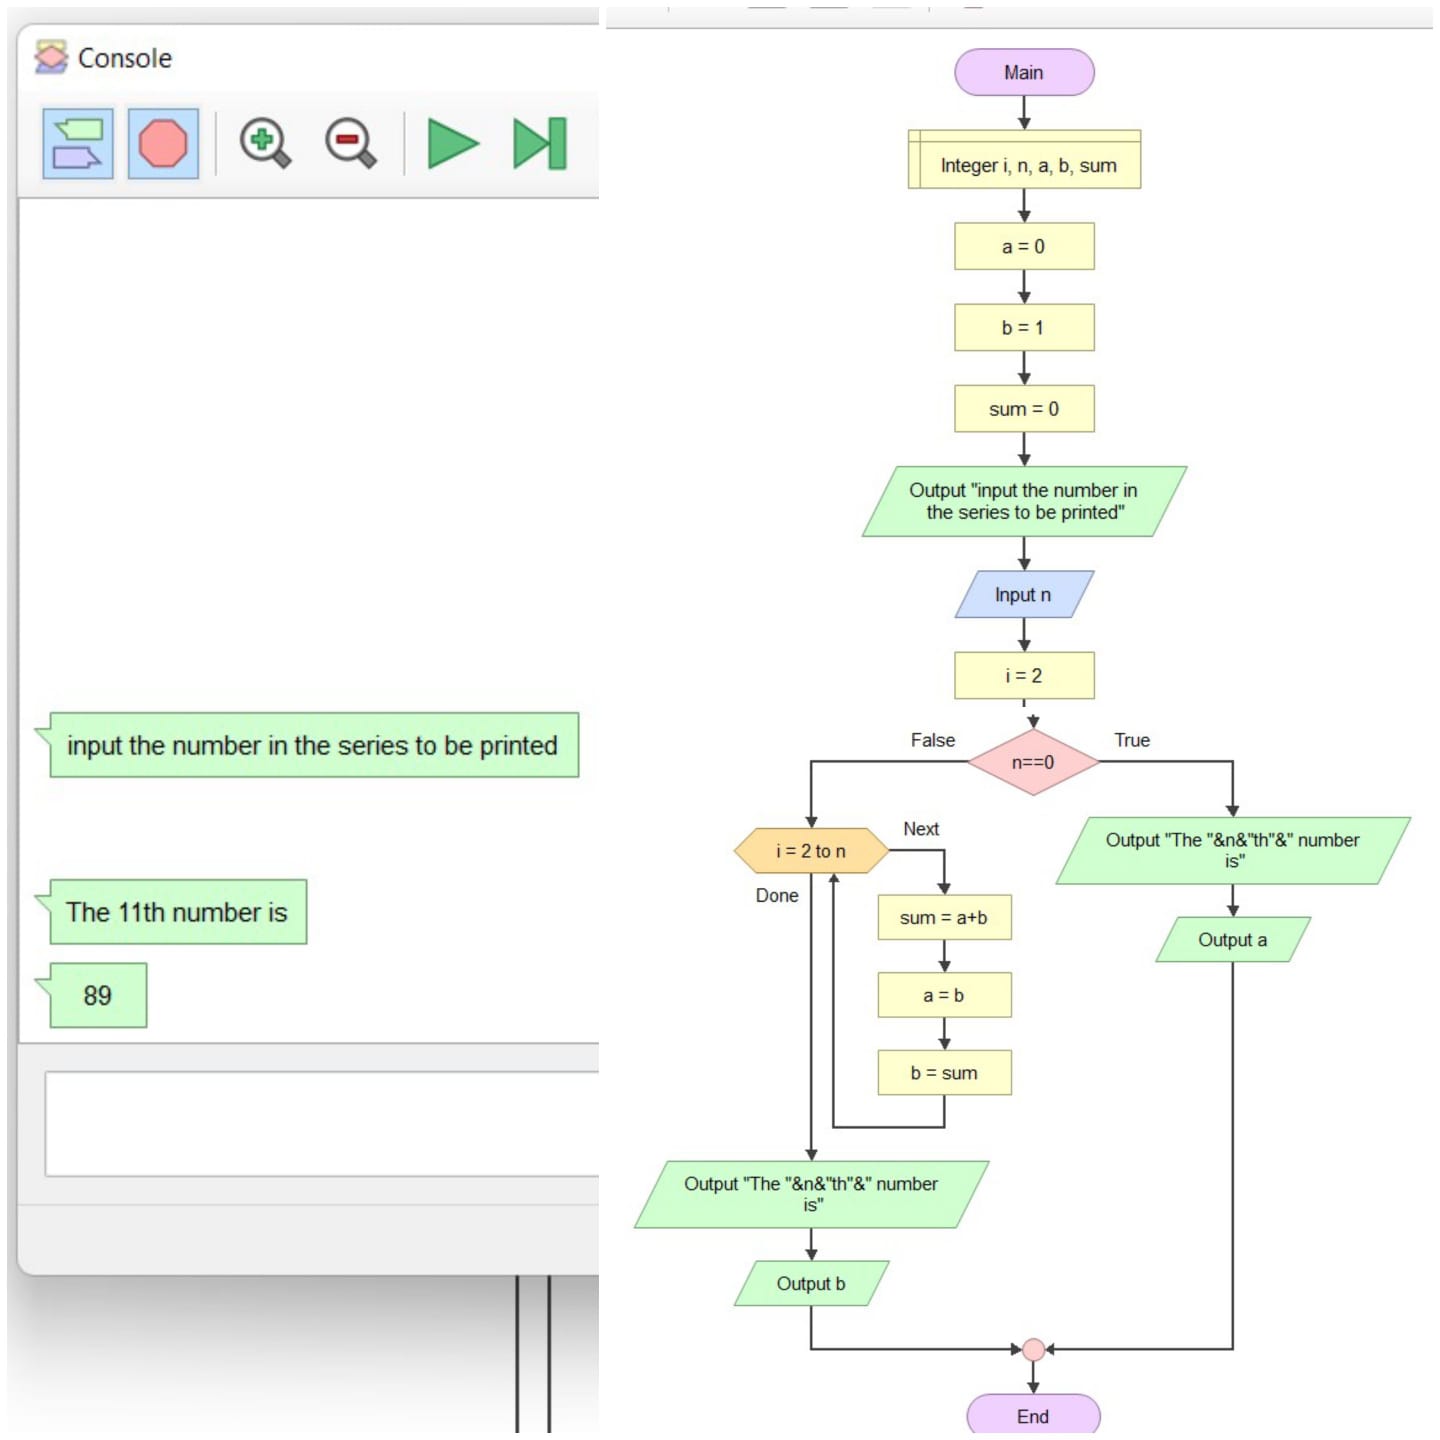 Console
input the number in the series to be printed
The 11th number is
89
Main
Integer i, n, a, b, sum
a = 0
b = 1
sum = 0
Output "input the number in
the series to be printed"
Input n
i = 2
False
True
n==0
i = 2 to n
Next
Done
sum = a+b
a = b
b = sum
Output "The "&n&"th"&" number
is"
Output b
Output "The "&n&"th"&" number
is"
Output a
End